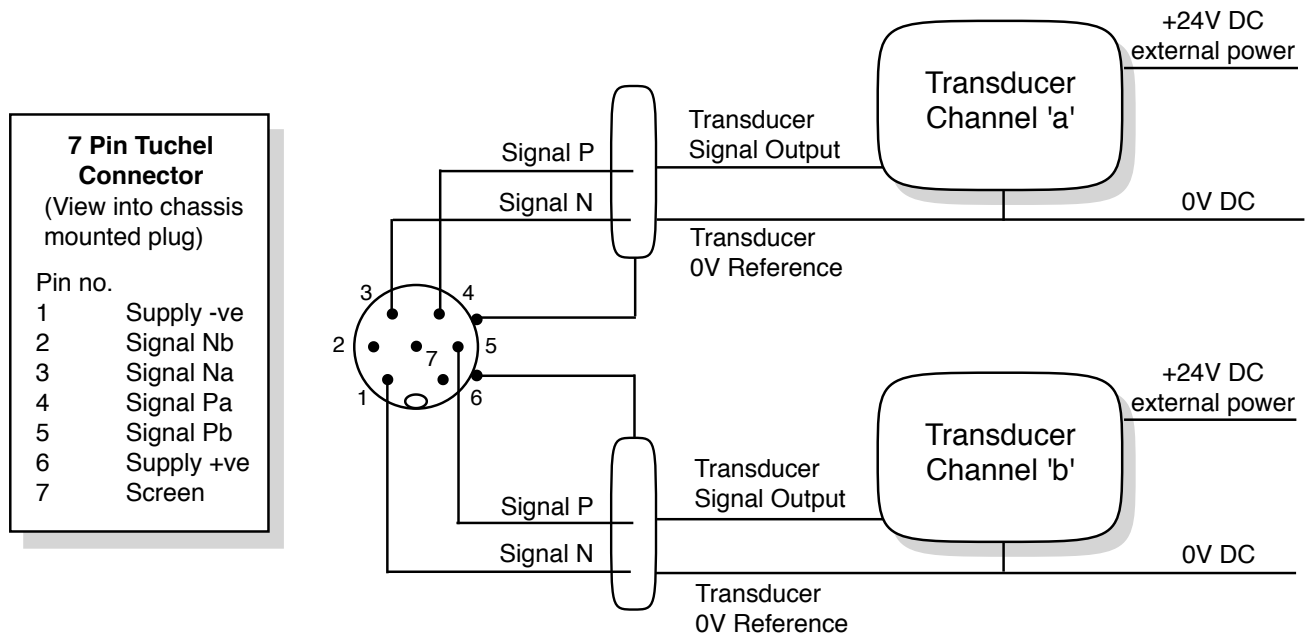 7 Pin Tuchel
Connector
(View into chassis
mounted plug)
Pin no.
1 Supply -ve
2 Signal Nb
3 Signal Na
4 Signal Pa
5 Signal Pb
6 Supply +ve
7 Screen
3
4
2
7
5
1
6
Signal P
Signal N
Transducer
Signal Output
Transducer
0V Reference
Transducer
Channel 'a'
+24V DC
external power
0V DC
Signal P
Signal N
Transducer
Signal Output
Transducer
0V Reference
Transducer
Channel 'b'
+24V DC
external power
0V DC